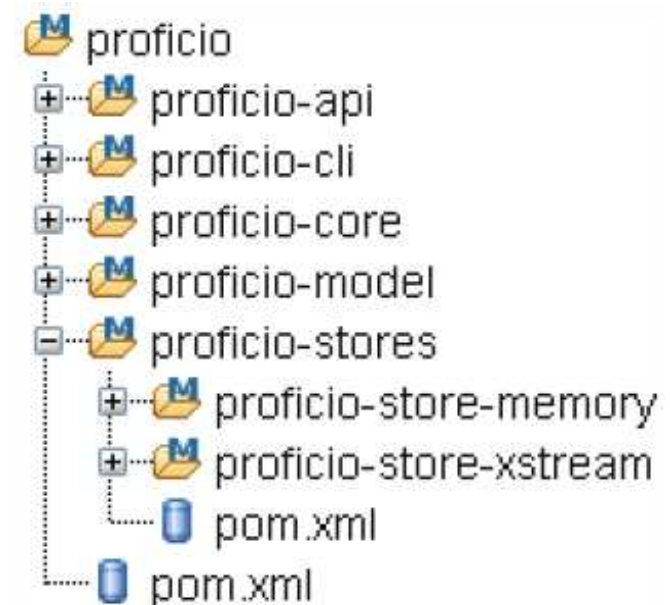 proficio
proficio-api
proficio-cli
proficio-core
proficio-model
proficio-stores
proficio-store-memory
proficio-store-xstream
pom.xml
pom.xml